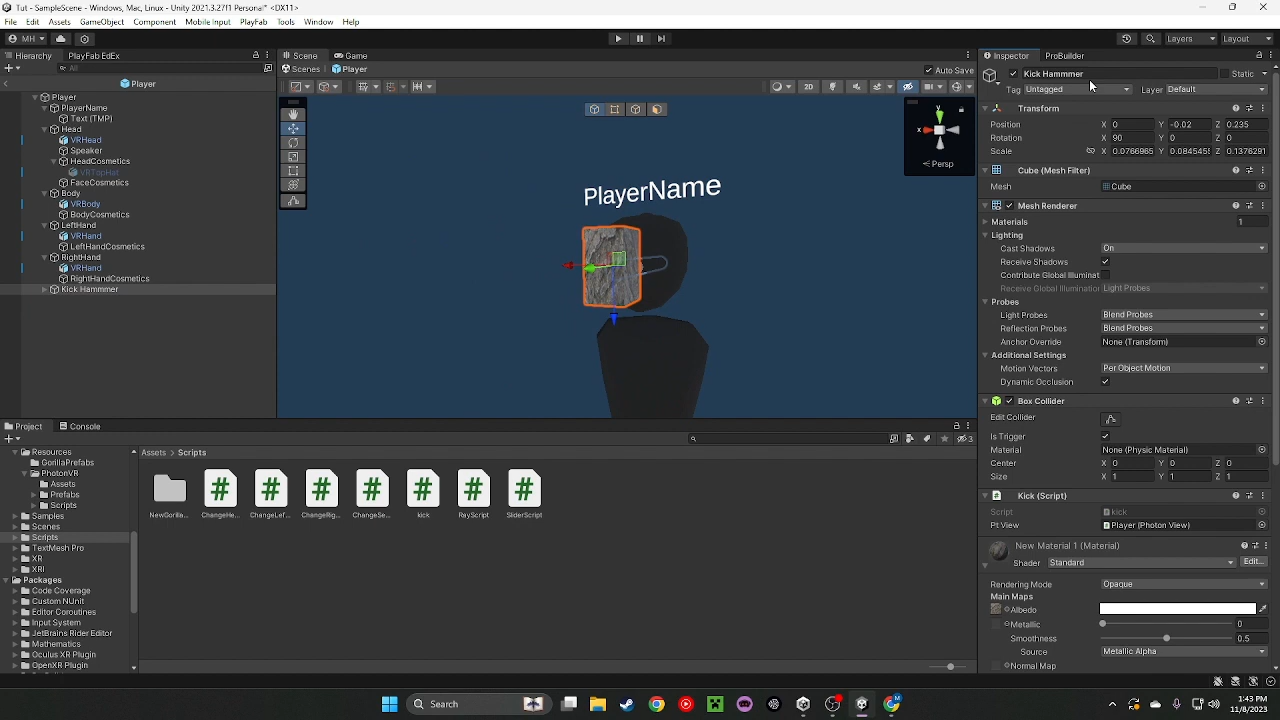 Tut - SampleScene - Windows, Mac, Linux - Unity 2021.3.27f1 Personal* <DX11>
File Edit Assets GameObject Component Mobile Input Tools PlayFab Window Help
MH Layers Layout
Hierarchy PlayFab EdEx Scene Game Inspector ProBuilder
All Scenes Player Auto Save Kick Hammmer Static
Player 2D Tag Untagged Layer Default
Player
PlayerName
Text (TMP)
Head
VRHead
Speaker
HeadCosmetics
VRTopHat
FaceCosmetics
Body
VRBody
BodyCosmetics
LeftHand
VRHand
LeftHandCosmetics
RightHand
VRHand
RightHandCosmetics
Kick Hammmer
y
x
Persp
PlayerName
Transform
Position X 0 Y -0.02 Z 0.235
Rotation X 90 Y 0 Z 0
Scale X 0.0766965 Y 0.0845455 Z 0.1376291
Cube (Mesh Filter)
Mesh Cube
Mesh Renderer
Materials 1
Lighting
Cast Shadows On
Receive Shadows
Contribute Global Illuminat
Receive Global Illumination Light Probes
Probes
Light Probes Blend Probes
Reflection Probes Blend Probes
Anchor Override None (Transform)
Additional Settings
Motion Vectors Per Object Motion
Dynamic Occlusion
Box Collider
Edit Collider
Is Trigger
Material None (Physic Material)
Center X 0 Y 0 Z 0
Size X 1 Y 1 Z 1
Kick (Script)
Script kick
Pt View Player (Photon View)
New Material 1 (Material)
Shader Standard Edit...
Rendering Mode Opaque
Main Maps
Albedo
Metallic 0
Smoothness 0.5
Source Metallic Alpha
Normal Map
Project Console
3
Resources
GorillaPrefabs
PhotonVR
Assets
Prefabs
Scripts
Samples
Scenes
Scripts
TextMesh Pro
XR
XRI
Packages
Code Coverage
Custom NUnit
Editor Coroutines
Input System
JetBrains Rider Editor
Mathematics
Oculus XR Plugin
OpenXR Plugin
Assets > Scripts
NewGorilla... ChangeHe... ChangeLef... ChangeRig... ChangeSe... kick RayScript SliderScript
Search
1:43 PM
11/8/2023